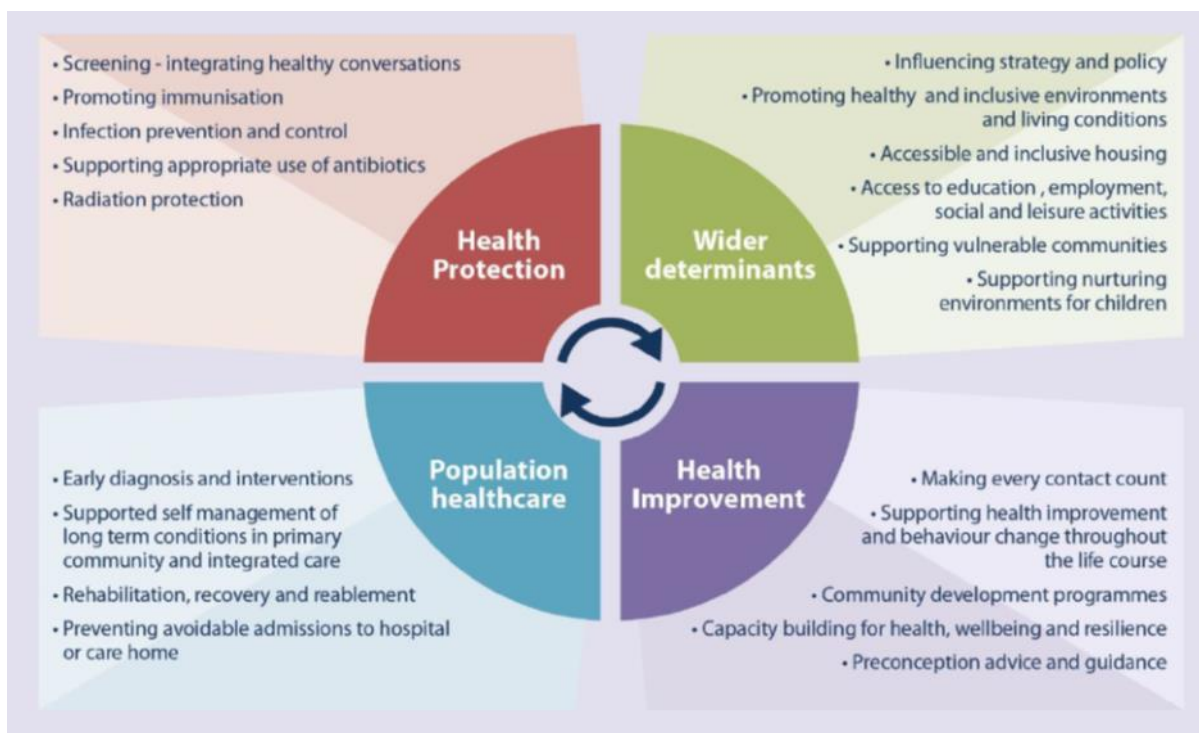 • Screening - integrating healthy conversations
• Promoting immunisation
• Infection prevention and control
• Supporting appropriate use of antibiotics
• Radiation protection
Health
Protection
• Influencing strategy and policy
• Promoting healthy and inclusive environments
and living conditions
• Accessible and inclusive housing
• Access to education , employment,
social and leisure activities
• Supporting vulnerable communities
• Supporting nurturing
environments for children
Wider
determinants
• Early diagnosis and interventions
• Supported self management of
long term conditions in primary
community and integrated care
• Rehabilitation, recovery and reablement
• Preventing avoidable admissions to hospital
or care home
Population
healthcare
Health
Improvement
• Making every contact count
• Supporting health improvement
and behaviour change throughout
the life course
• Community development programmes
• Capacity building for health, wellbeing and resilience
• Preconception advice and guidance